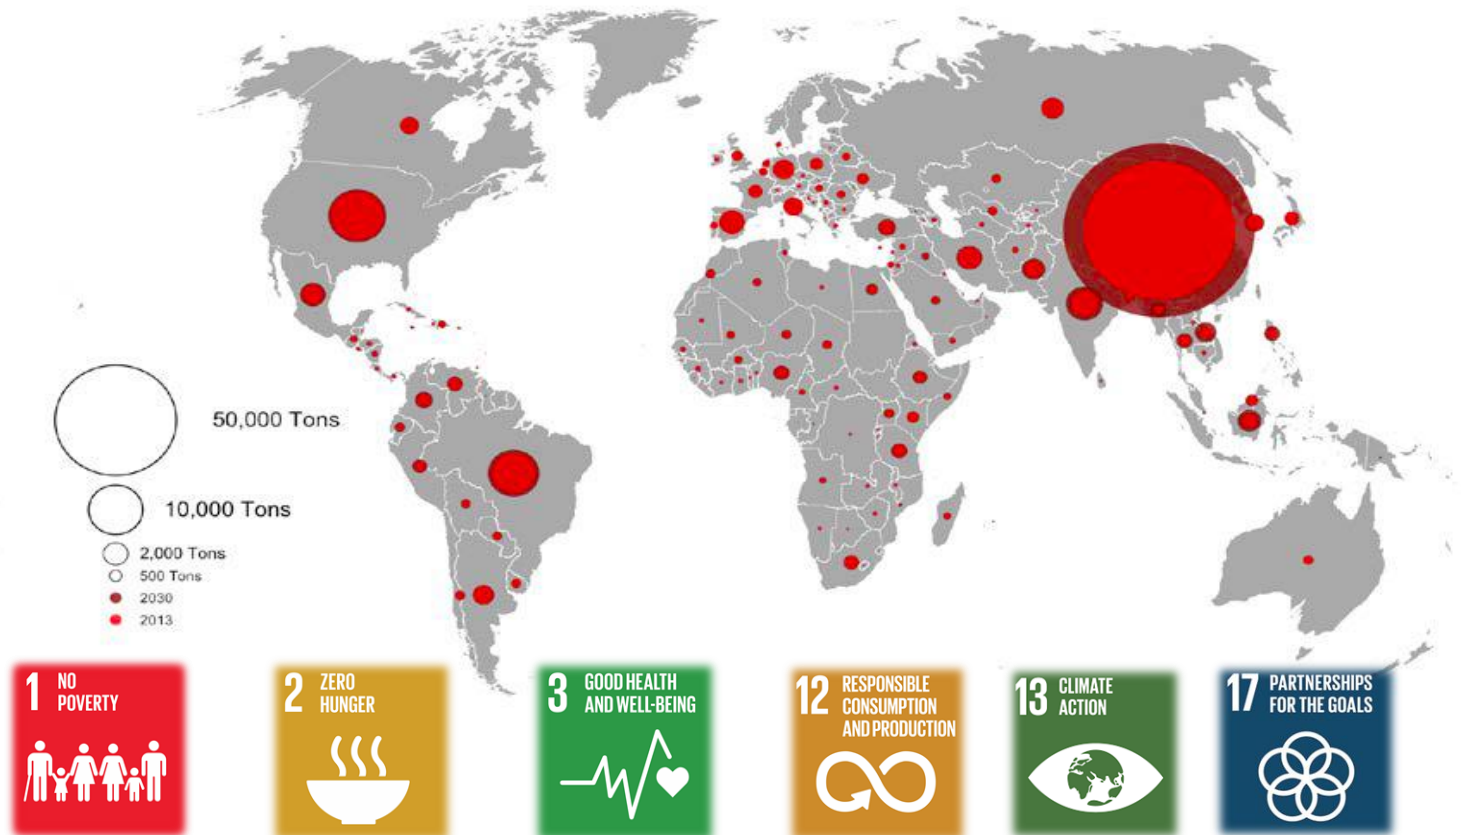 50,000 Tons
10,000 Tons
2,000 Tons
500 Tons
2030
2013
1 NO
POVERTY
2 ZERO
HUNGER
3 GOOD HEALTH
AND WELL-BEING
12 RESPONSIBLE
CONSUMPTION
AND PRODUCTION
13 CLIMATE
ACTION
17 PARTNERSHIPS
FOR THE GOALS